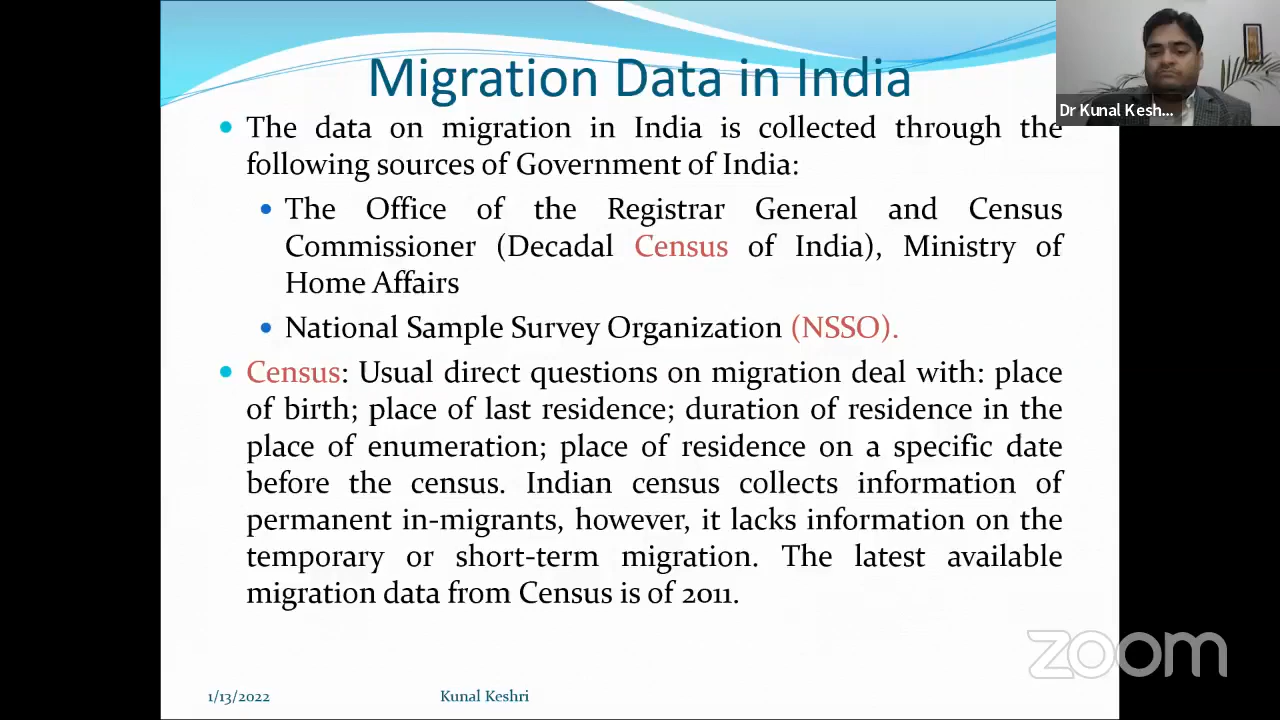 Migration Data in India
Dr Kunal Kesh...
• The data on migration in India is collected through the
following sources of Government of India:
• The Office of the Registrar General and Census
Commissioner (Decadal Census of India), Ministry of
Home Affairs
• National Sample Survey Organization (NSSO).
• Census: Usual direct questions on migration deal with: place
of birth; place of last residence; duration of residence in the
place of enumeration; place of residence on a specific date
before the census. Indian census collects information of
permanent in-migrants, however, it lacks information on the
temporary or short-term migration. The latest available
migration data from Census is of 2011.
zoom
1/13/2022
Kunal Keshri